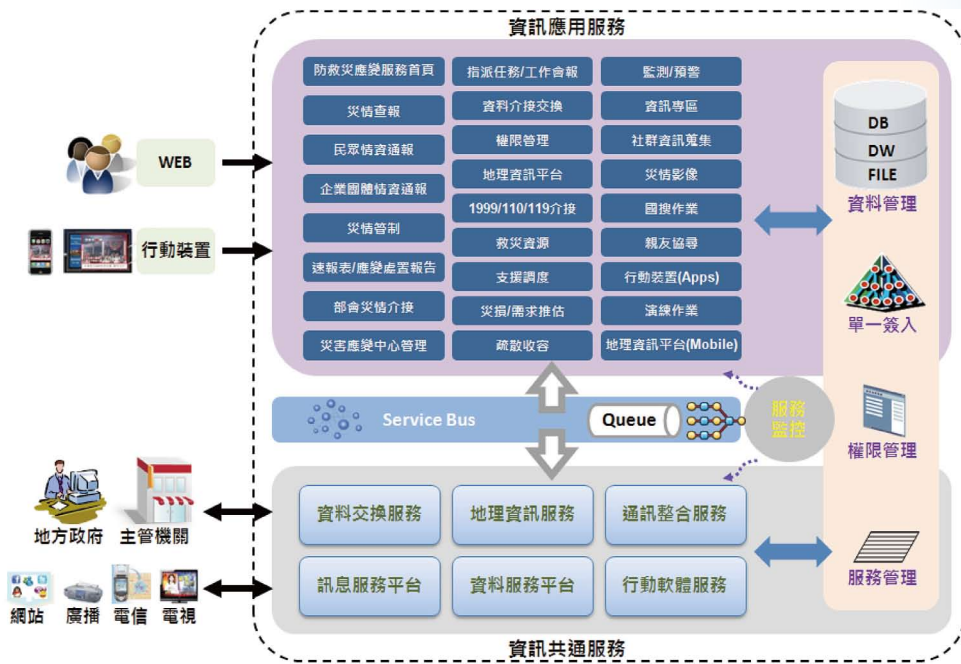 資訊應用服務
防救災應變服務首頁
災情查報
民眾情資通報
企業團體情資通報
災情管制
速報表/應變處置報告
部會災情介接
災害應變中心管理
指派任務/工作會報
資料介接交換
權限管理
地理資訊平台
1999/110/119介接
救災資源
支援調度
災損/需求推估
疏散收容
監測/預警
資訊專區
社群資訊蒐集
災情影像
國搜作業
親友協尋
行動裝置(Apps)
演練作業
地理資訊平台(Mobile)
WEB
行動裝置
DB
DW
FILE
資料管理
單一簽入
權限管理
服務管理
Service Bus
Queue
服務
監控
地方政府
主管機關
網站
廣播
電信
電視
資料交換服務
地理資訊服務
通訊整合服務
訊息服務平台
資料服務平台
行動軟體服務
資訊共通服務